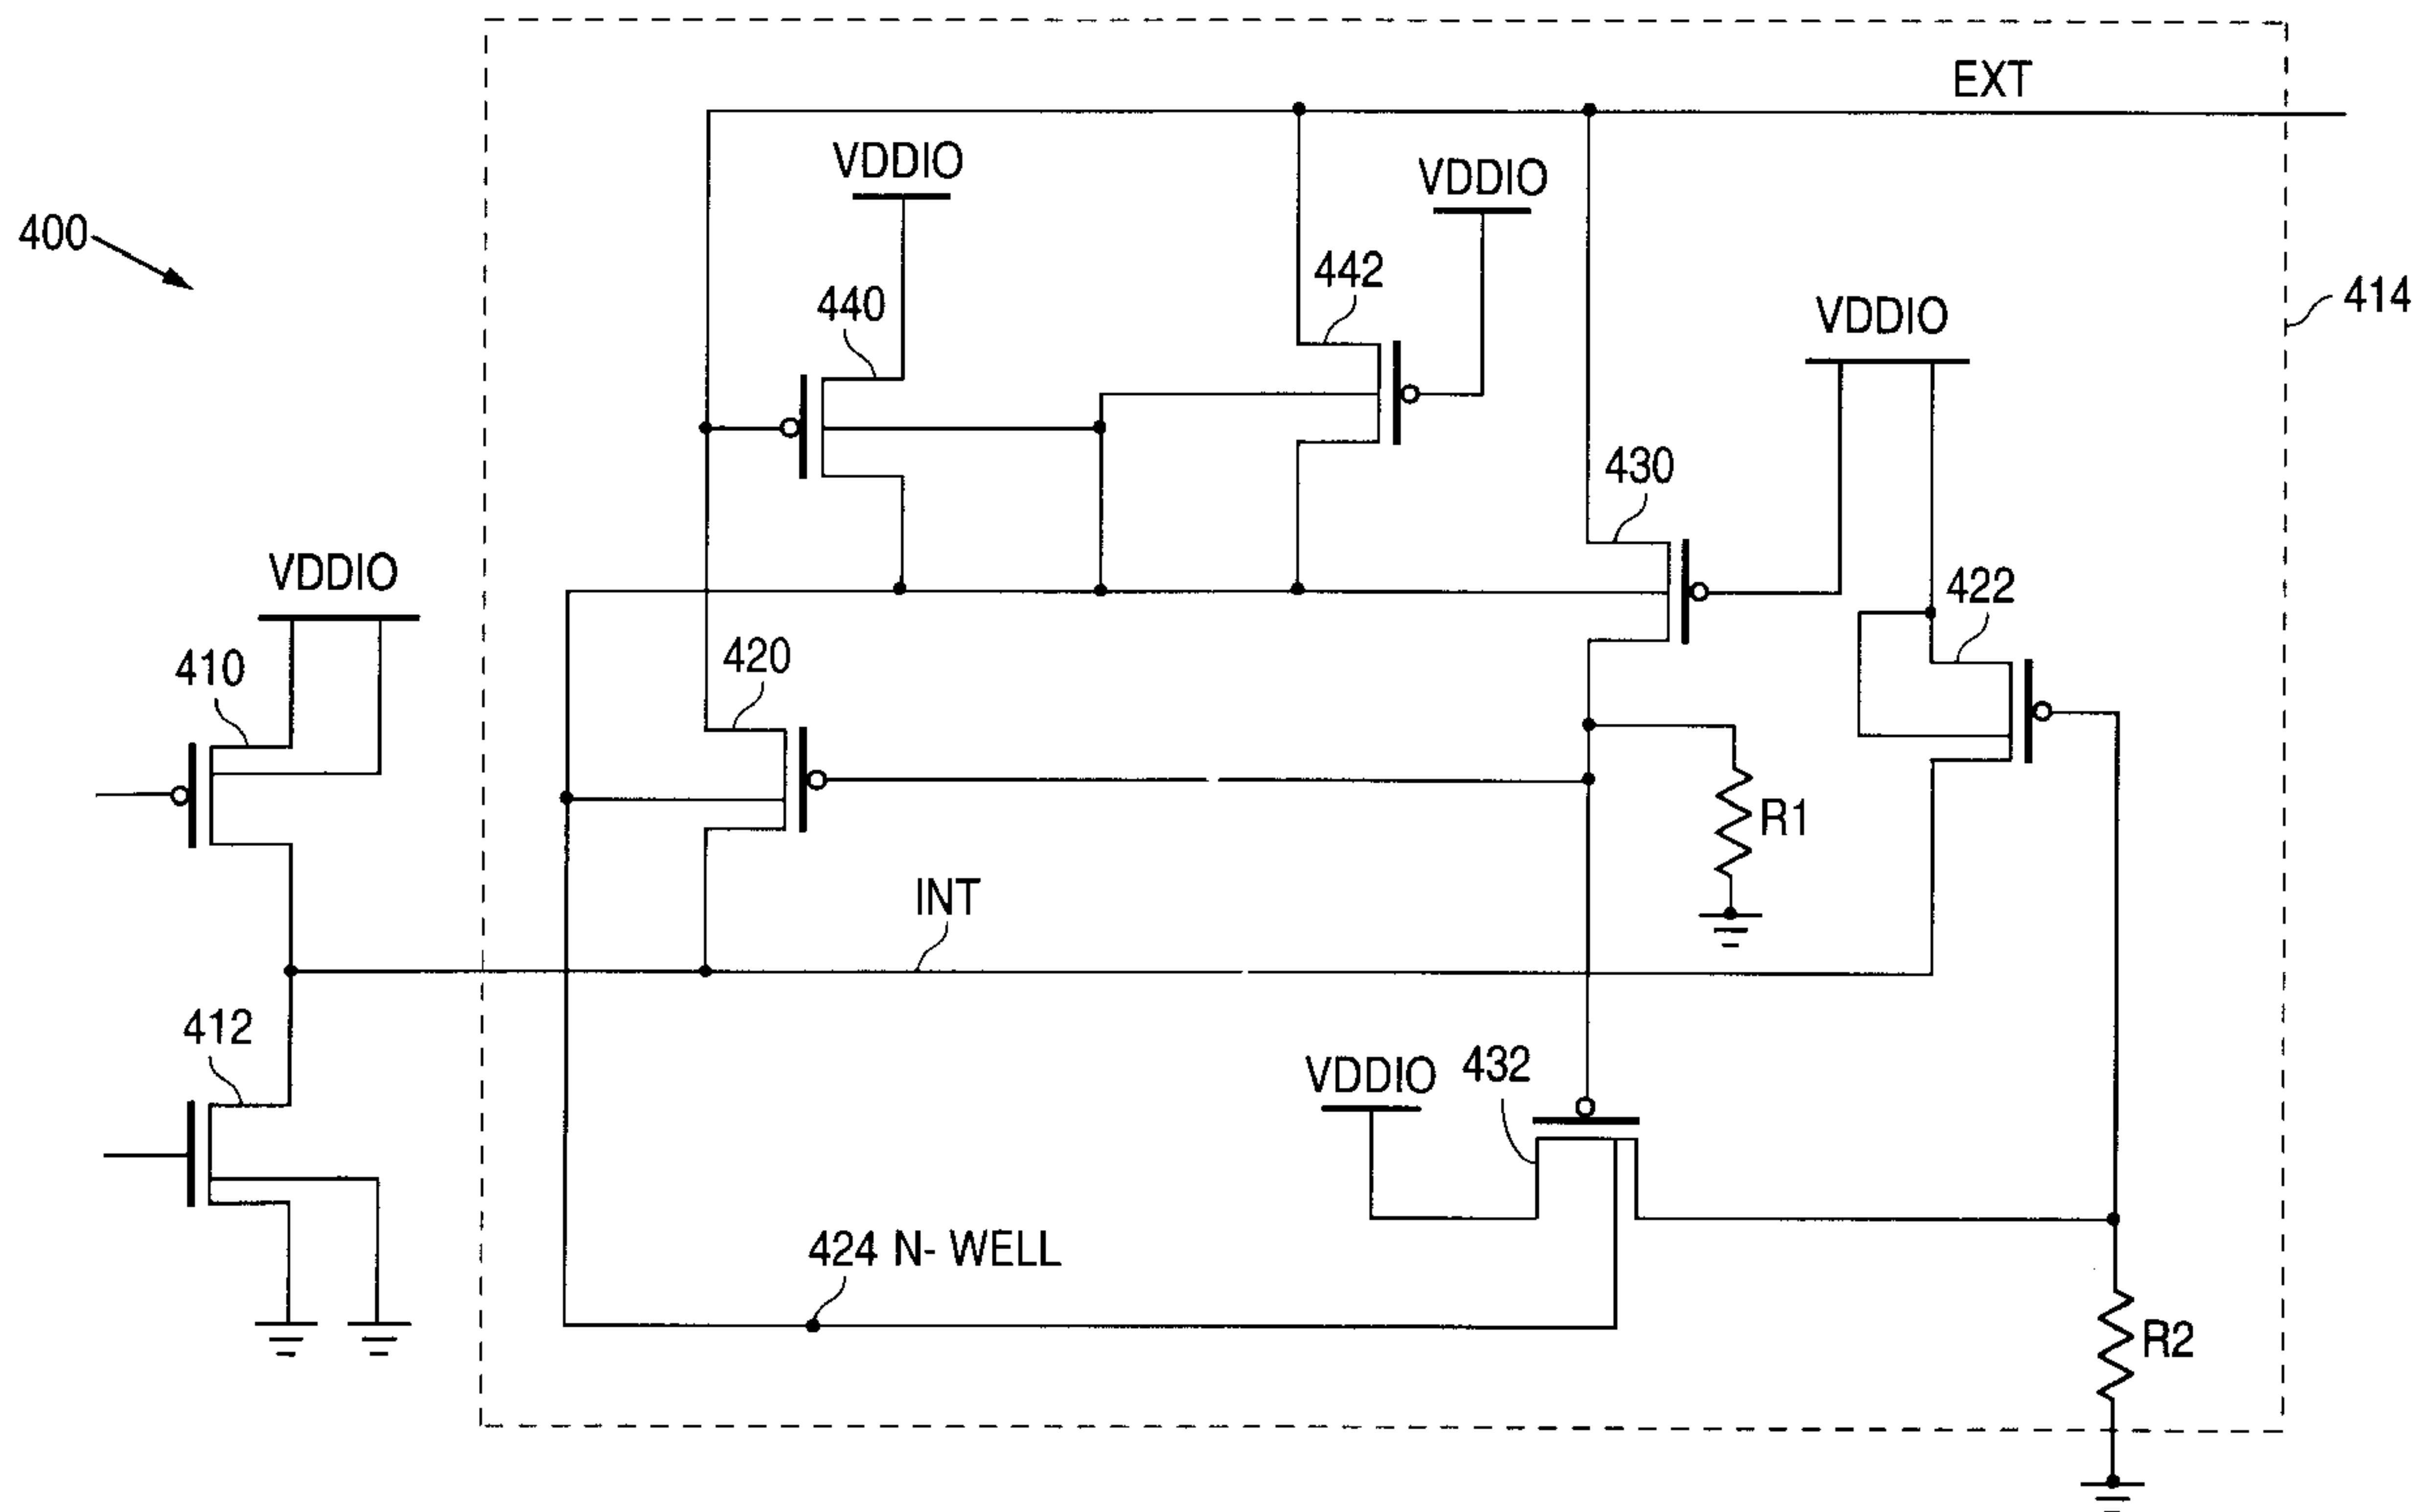 EXT
VDDIO
VDDIO
400
442
440
VDDIO
414
430
VDDIO
422
410
420
R1
INT
412
VDDIO
432
424 N- WELL
R2